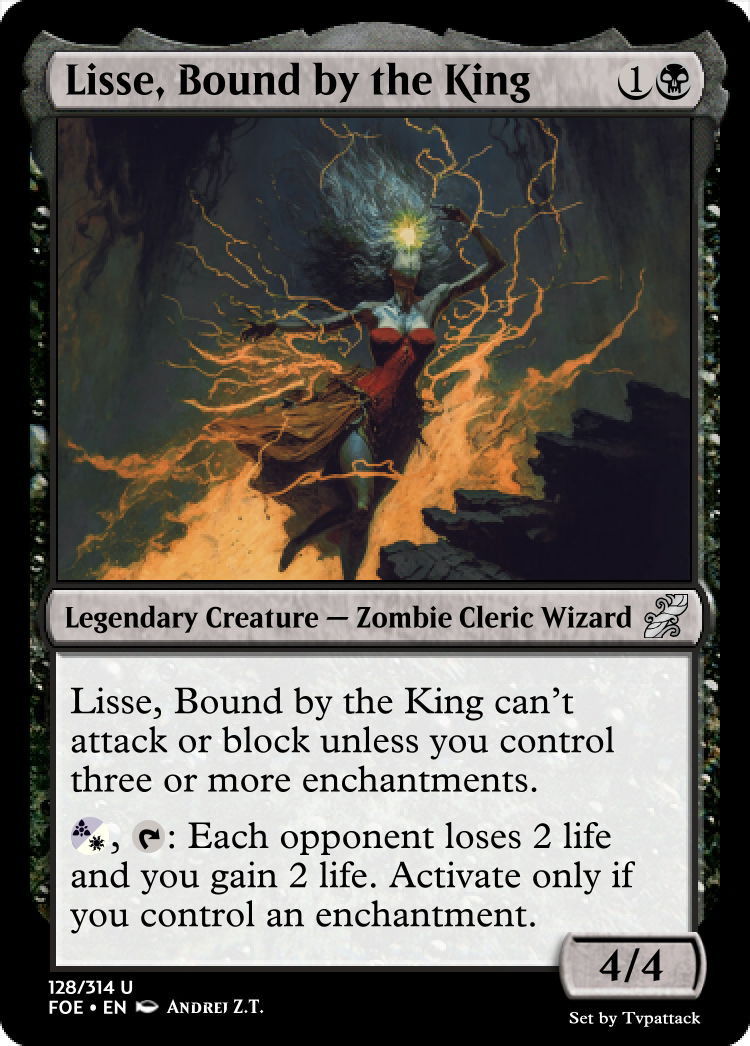 Lisse, Bound by the King 1
Legendary Creature — Zombie Cleric Wizard
Lisse, Bound by the King can't
attack or block unless you control
three or more enchantments.
, : Each opponent loses 2 life
and you gain 2 life. Activate only if
you control an enchantment.
4/4
128/314 U
FOE • EN ANDREJ Z.T.
Set by Tvpattack